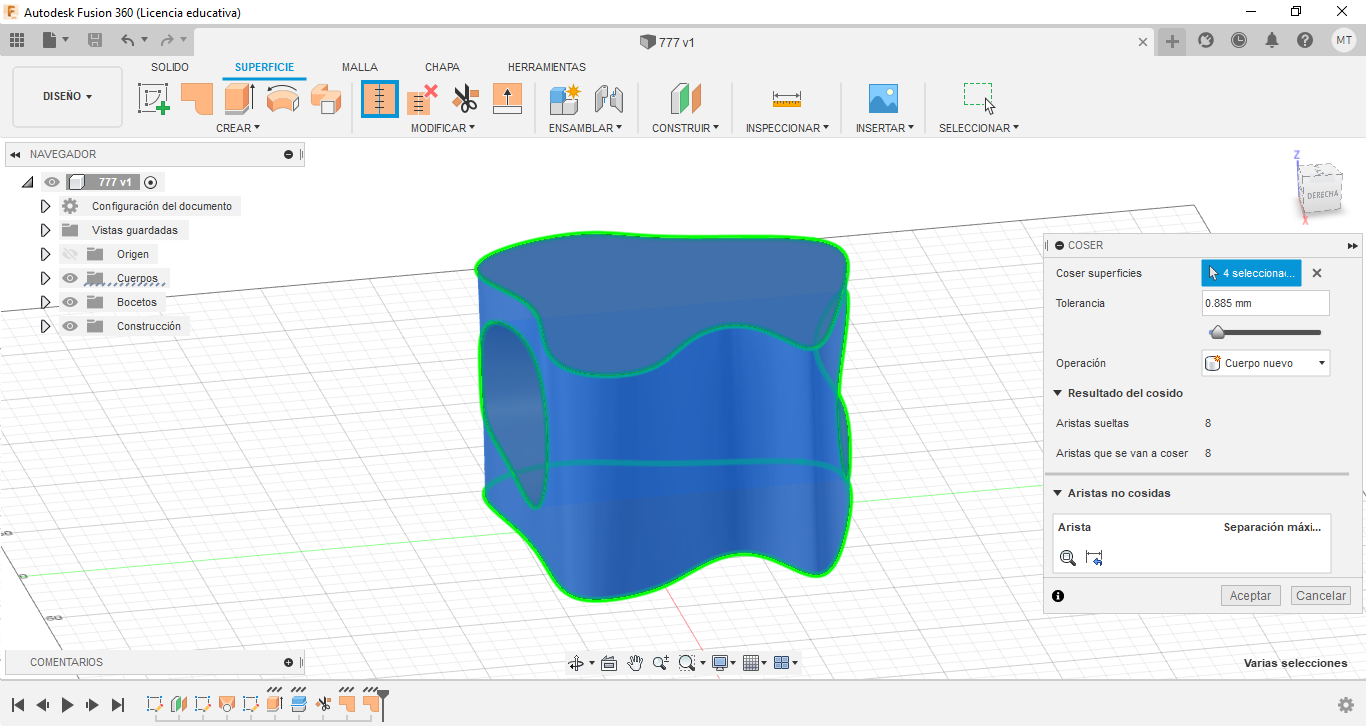 Autodesk Fusion 360 (Licencia educativa)
777 v1
MT
SOLIDO
SUPERFICIE
MALLA
CHAPA
HERRAMIENTAS
DISEÑO
CREAR
MODIFICAR
ENSAMBLAR
CONSTRUIR
INSPECCIONAR
INSERTAR
SELECCIONAR
NAVEGADOR
777 v1
Configuración del documento
Vistas guardadas
Origen
Cuerpos
Bocetos
Construcción
Z
DERECHA
X
COSER
Coser superficies
4 selecciona...
Tolerancia
0.885 mm
Operación
Cuerpo nuevo
Resultado del cosido
Aristas sueltas
8
Aristas que se van a coser
8
Aristas no cosidas
Arista
Separación máxi...
Aceptar
Cancelar
COMENTARIOS
Varias selecciones